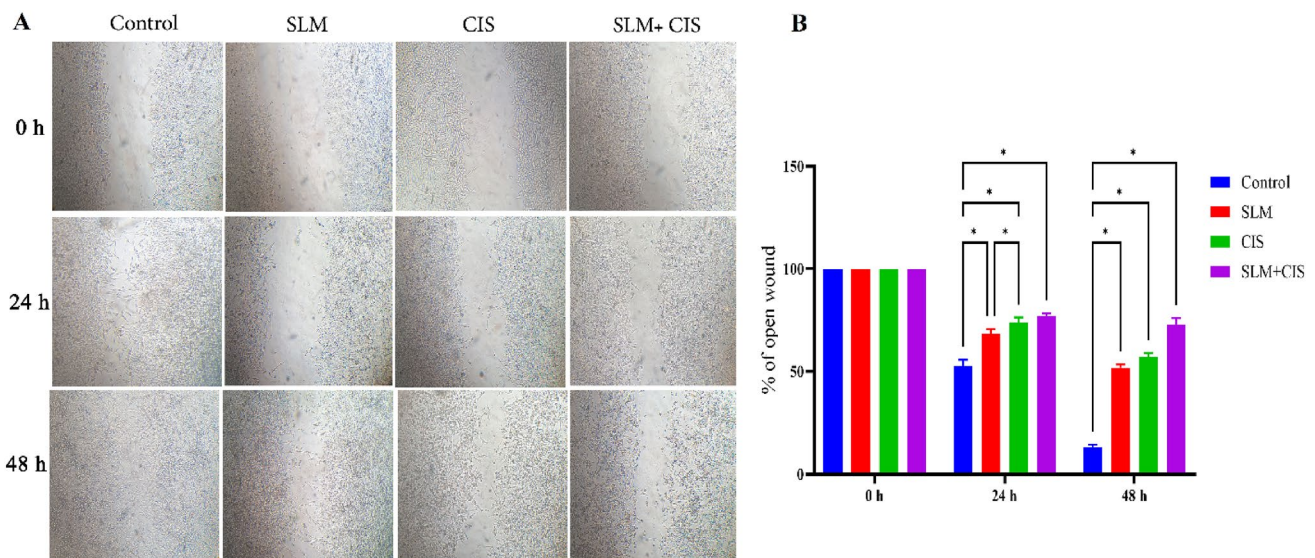 A
Control
SLM
CIS
SLM+ CIS
0 h
24 h
48 h
B
% of open wound
150
100
50
0
* * * *
* * *
0 h
24 h
48 h
Control
SLM
CIS
SLM+CIS